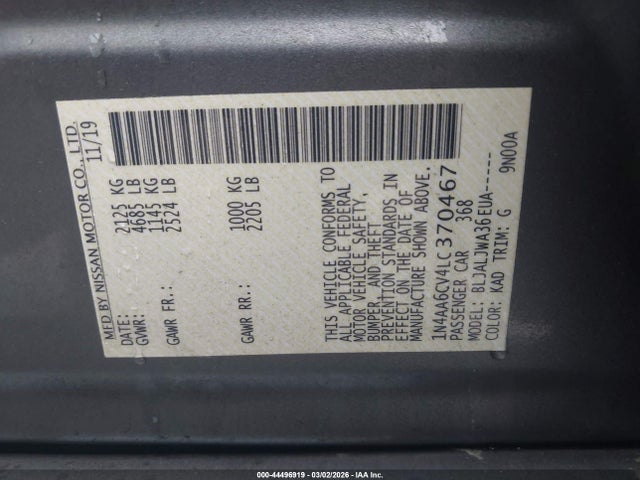 MFD BY NISSAN MOTOR CO., LTD.
DATE: 11/19
GVWR: 2125 KG
4685 LB
GAWR FR: 1145 KG
2524 LB
GAWR RR: 1000 KG
2205 LB
THIS VEHICLE CONFORMS TO
ALL APPLICABLE FEDERAL
MOTOR VEHICLE SAFETY,
BUMPER, AND THEFT
PREVENTION STANDARDS IN
EFFECT ON THE DATE OF
MANUFACTURE SHOWN ABOVE.
1N4AA6CV4LC370467
PASSENGER CAR 368
MODEL: BLJALJWA36EUA-----
COLOR: KAD TRIM: G 9N00A
000-44496919 - 03/02/2026 - IAA Inc.